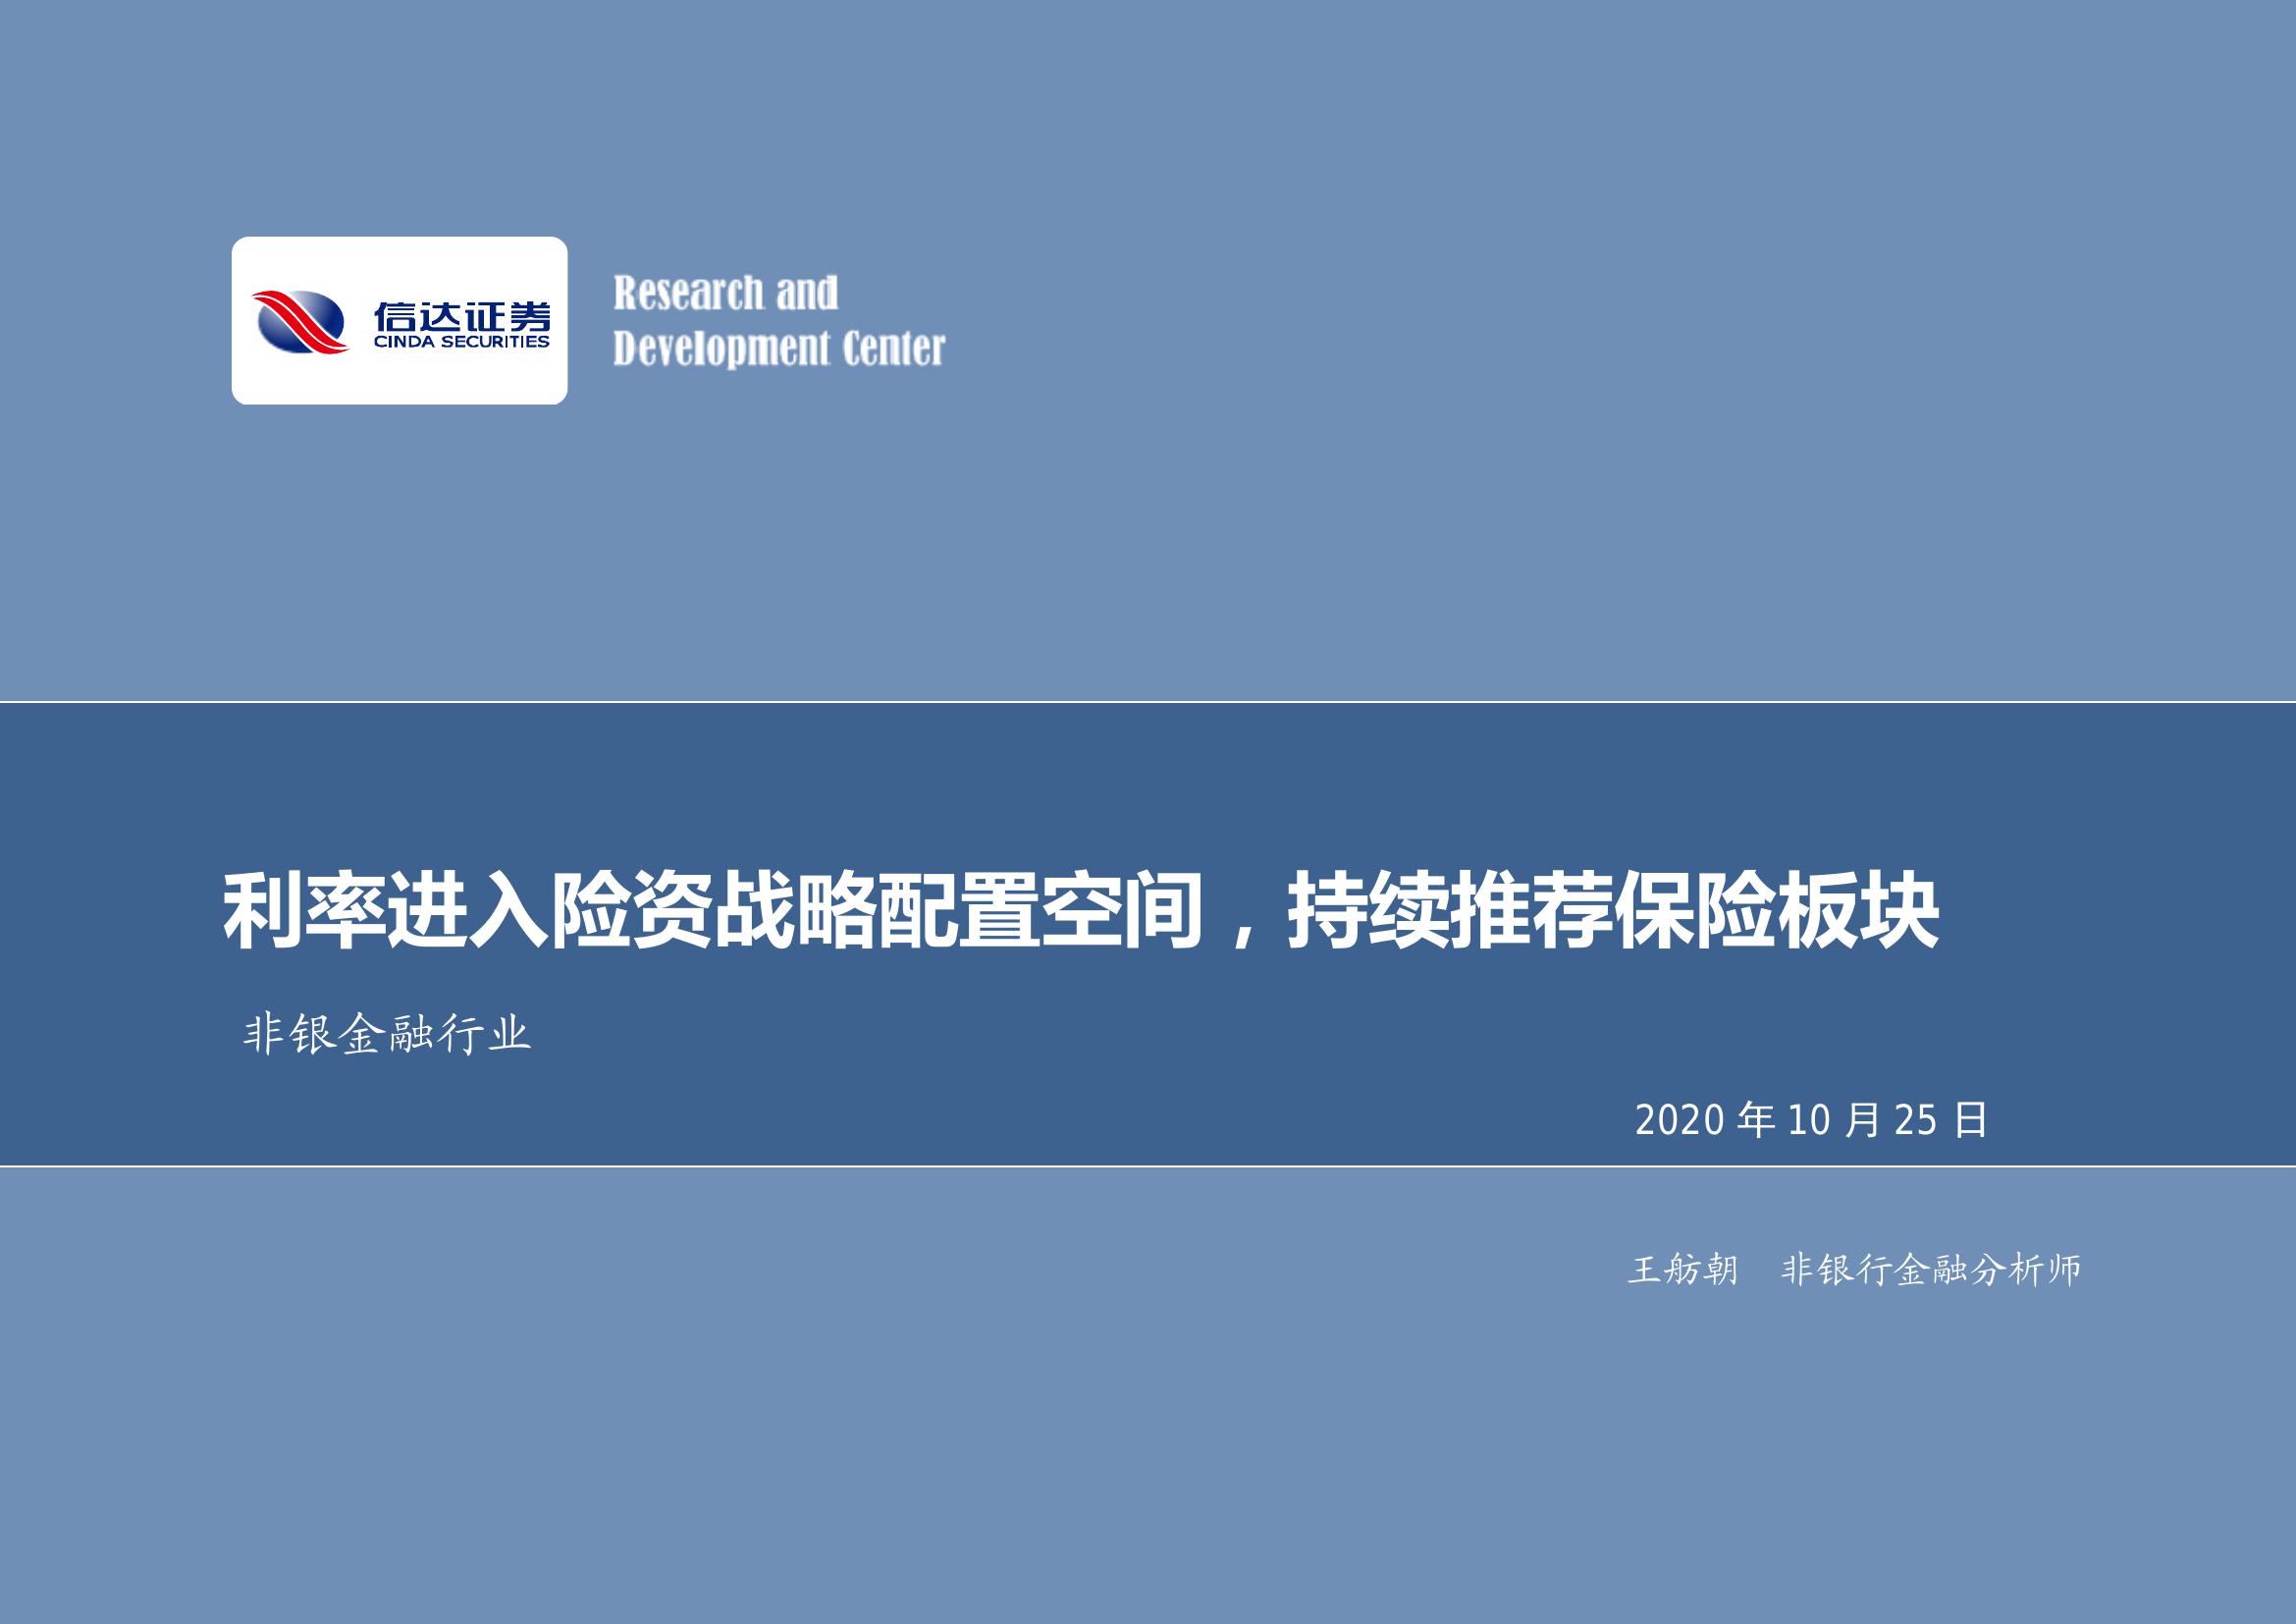 信达证券
CINDA SECURITIES
Research and
Development Center
利率进入险资战略配置空间，持续推荐保险板块
非银金融行业
2020 年 10 月 25 日
王舫朝 非银行金融分析师